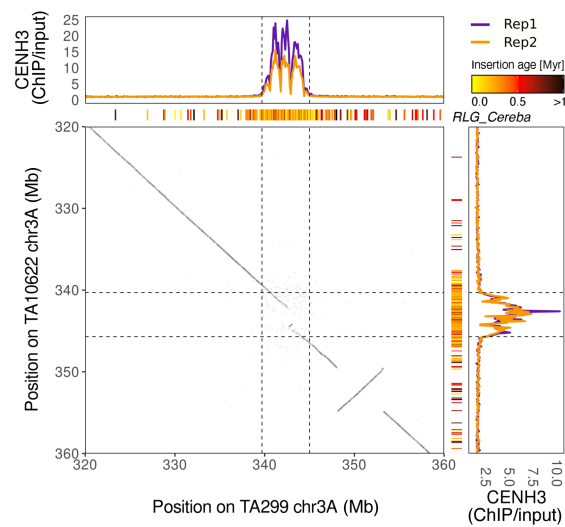 CENH3
(ChIP/input)
25
20
15
10
5
0
Rep1
Rep2
Insertion age [Myr]
0.0 0.5 >1
RLG_Cereba
Position on TA10622 chr3A (Mb)
320
330
340
350
360
320 330 340 350 360
Position on TA299 chr3A (Mb)
2.5 5.0 7.5 10.0
CENH3
(ChIP/input)